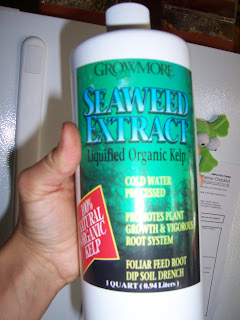 GROWMORE
SEAWEED
EXTRACT
Liquified Organic Kelp
COLD WATER
PROCESSED
PROMOTES PLANT
GROWTH & VIGOROUS
ROOT SYSTEM
100%
NATURAL
ORGANIC
KELP
FOLIAR FEED ROOT
DIP SOIL DRENCH
1 QUART (0.94 Liters)